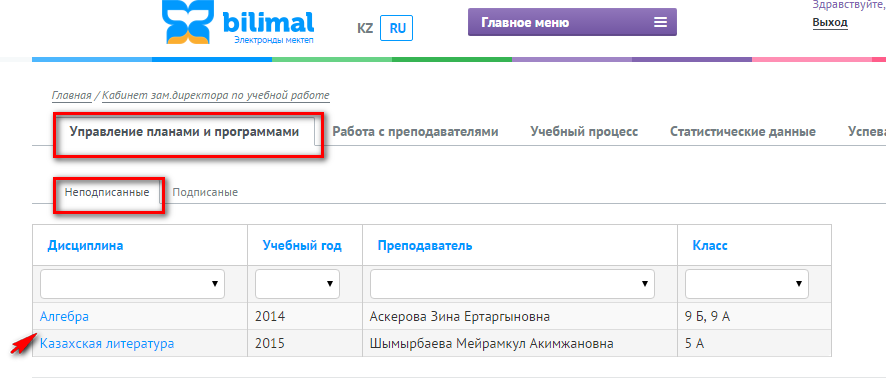 Здравствуйте,
bilimal
Электронды мектеп
KZ RU
Главное меню
Выход
Главная / Кабинет зам.директора по учебной работе
Управление планами и программами Работа с преподавателями Учебный процесс Статистические данные Успева
Неподписанные Подписаные
Дисциплина Учебный год Преподаватель Класс
Алгебра 2014 Аскерова Зина Ертаргыновна 9 Б, 9 А
Казахская литература 2015 Шымырбаева Мейрамкул Акимжановна 5 А